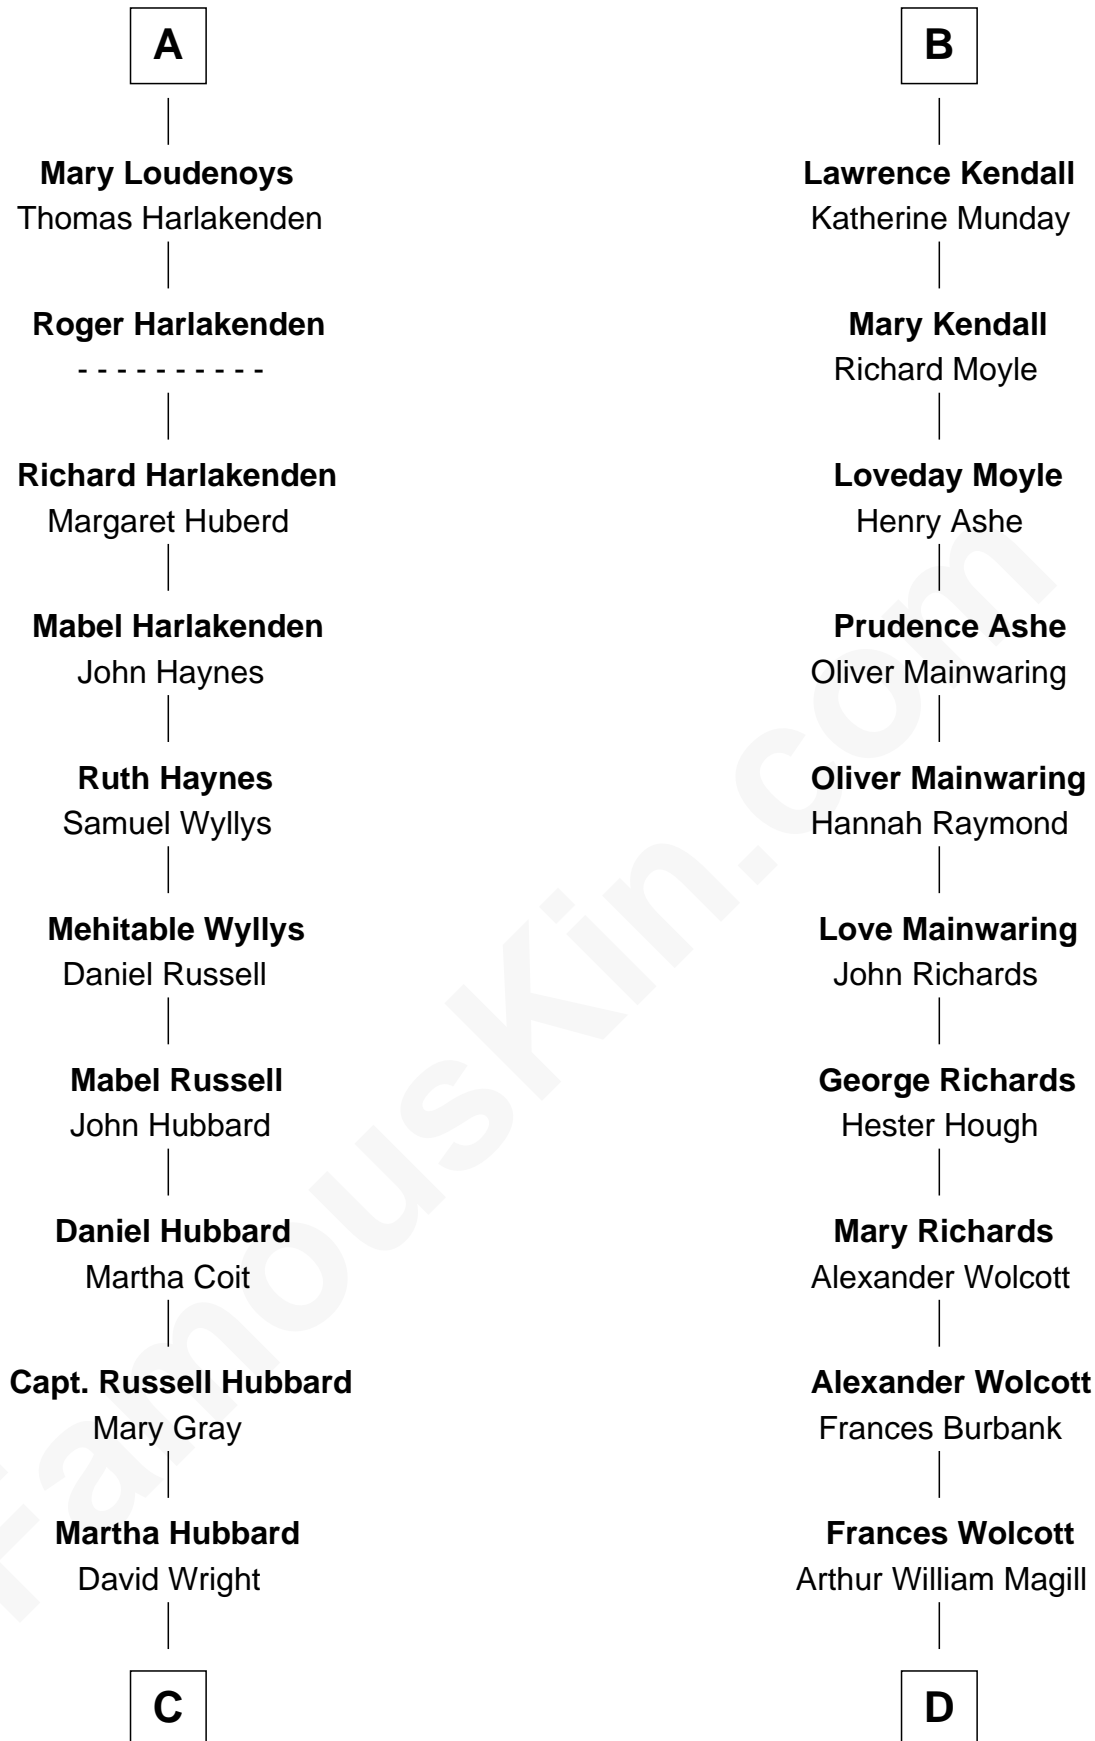 A
Mary Loudenoys
Thomas Harlakenden
Roger Harlakenden
- - - - - - - - - -
Richard Harlakenden
Margaret Huberd
Mabel Harlakenden
John Haynes
Ruth Haynes
Samuel Wyllys
Mehitable Wyllys
Daniel Russell
Mabel Russell
John Hubbard
Daniel Hubbard
Martha Coit
Capt. Russell Hubbard
Mary Gray
Martha Hubbard
David Wright
C
B
Lawrence Kendall
Katherine Munday
Mary Kendall
Richard Moyle
Loveday Moyle
Henry Ashe
Prudence Ashe
Oliver Mainwaring
Oliver Mainwaring
Hannah Raymond
Love Mainwaring
John Richards
George Richards
Hester Hough
Mary Richards
Alexander Wolcott
Alexander Wolcott
Frances Burbank
Frances Wolcott
Arthur William Magill
D
FamousKin.com